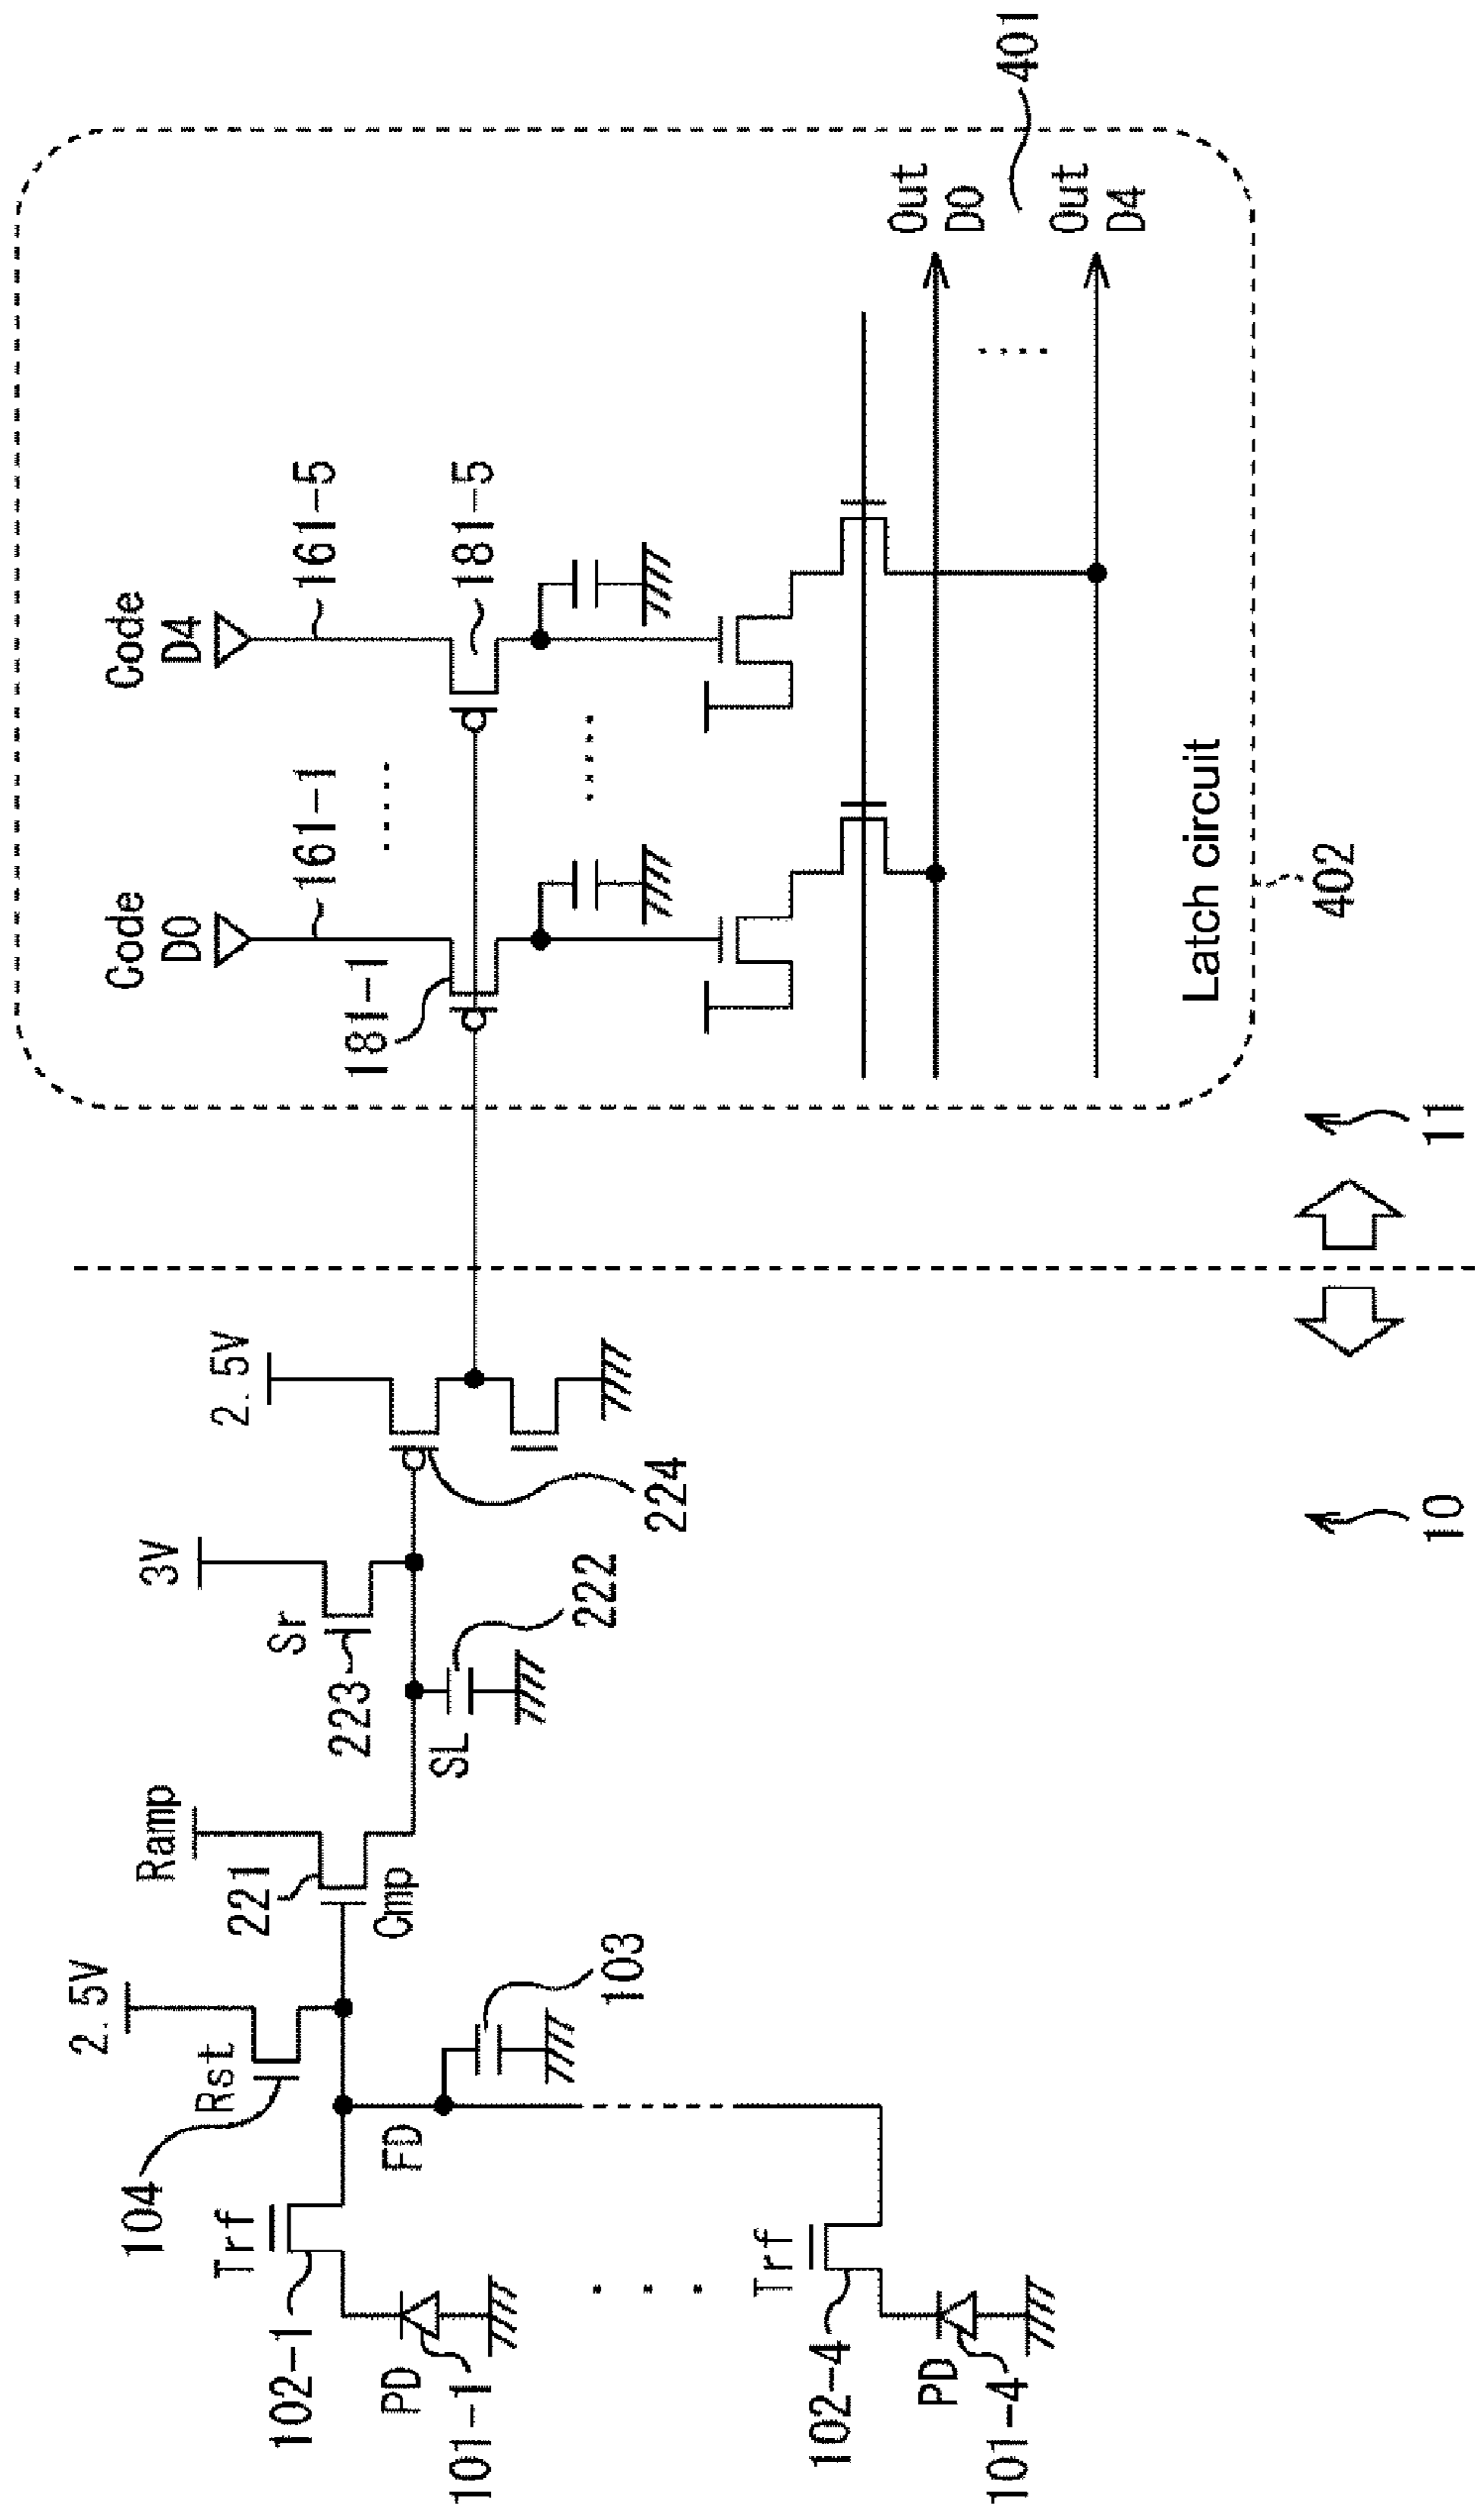 Code
D0
Code
D4
161-1
161-5
181-1
181-5
Out
D0
Out
D4
401
Latch circuit
402
11
10
2.5V
224
3V
Sr
223
222
SL
Ramp
221
Cmp
2.5V
Rst
104
103
FD
Trf
102-1
PD
101-1
Trf
102-4
PD
101-4